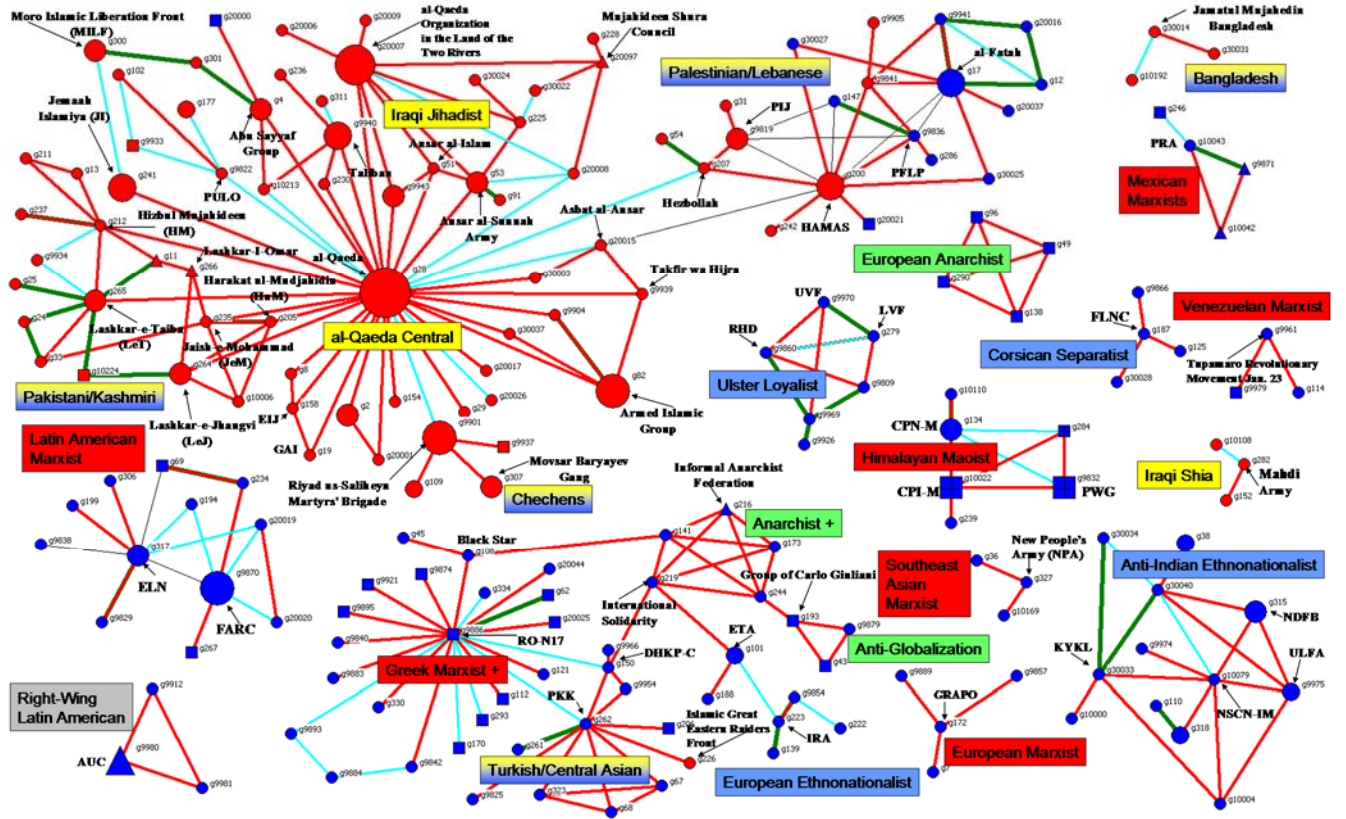 Moro Islamic Liberation Front
(MILF)
g300
g301
g20000
g20006
g20009
al-Qaeda
Organization
in the Land of the
Two Rivers
g20007
Mujahideen Shura
Council
g228
g20097
g102
g177
g236
g311
g4
Abu Sayyaf
Group
g9940
Taliban
Iraqi Jihadist
g30024
g30022
g225
Jemaah
Islamiya (JI)
g9933
g241
g9822
PULO
g10213
g230
g9943
Ansar al-Islam
g51
g53
g91
Ansar al-Sunnah
Army
g20008
g211
g13
g237
g212
Hizbul Mujahideen
(HM)
g9934
g11
g266
Lashkar-I-Omar
Harakat ul-Mudjahidin
(HuM)
g25
g265
g24
g33
Lashkar-e-Taiba
(LeT)
g235
g205
Jaish-e-Mohammad
(JeM)
g10224
g264
g10006
Pakistani/Kashmiri
Lashkar-e-Jhangvi
(LeJ)
al-Qaeda
g28
al-Qaeda Central
Asbat al-Ansar
g20015
g30003
Takfir wa Hijra
g9939
g9904
g30037
g82
Armed Islamic
Group
g8
g158
EIJ
GAI
g19
g2
g20001
g154
g29
g20017
g20026
g9901
g9937
Riyad us-Saliheyn
Martyrs' Brigade
g109
g307
Movsar Baryayev
Gang
Chechens
Palestinian/Lebanese
g30027
g9905
g9941
g20016
al-Fatah
g17
g12
g20037
g9841
g147
g31
PIJ
g9819
g54
g207
Hezbollah
g200
HAMAS
g242
g20021
g9836
PFLP
g286
g30025
Jamatul Mujahedin
Bangladesh
g30014
g30031
g10192
Bangladesh
g246
PRA
g10043
g9871
Mexican
Marxists
g10042
g96
g49
European Anarchist
g290
g138
UVF
g9970
LVF
g279
RHD
g9860
Ulster Loyalist
g9809
g9969
g9926
g9866
FLNC
g187
g125
Corsican Separatist
g30028
Venezuelan Marxist
g9961
Tupamaro Revolutionary
Movement Jan. 23
g9979
g114
g10110
CPN-M
g134
g284
Himalayan Maoist
g10022
g9832
CPI-M
PWG
g239
g10108
g282
Iraqi Shia
Mahdi
Army
g152
Latin American
Marxist
g69
g234
g306
g199
g194
g20019
g9838
g317
ELN
g9870
FARC
g9829
g267
g20020
Right-Wing
Latin American
g9912
g9980
AUC
g9981
g45
Black Star
g108
g9874
g9921
g9895
g9840
g9883
g330
g334
g20044
g62
g20025
g9886
RO-N17
Greek Marxist +
g121
g112
g293
g170
g9893
g9884
g9842
g9966
DHKP-C
g150
g9954
PKK
g262
g261
Turkish/Central Asian
g9825
g323
g68
g67
g226
Islamic Great
Eastern Raiders
Front
Informal Anarchist
Federation
g216
Anarchist +
g141
g173
g219
g244
International
Solidarity
Group of Carlo Giuliani
g193
g9879
g43
Anti-Globalization
ETA
g101
g188
g9854
g223
IRA
g222
g139
European Ethnonationalist
Southeast
Asian
Marxist
New People's
Army (NPA)
g36
g327
g10169
g9889
g9857
GRAPO
g172
European Marxist
g30034
g38
Anti-Indian Ethnonationalist
g30040
g315
NDFB
KYKL
g9974
g30033
g10079
NSCN-IM
ULFA
g9975
g110
g318
g10000
g10004